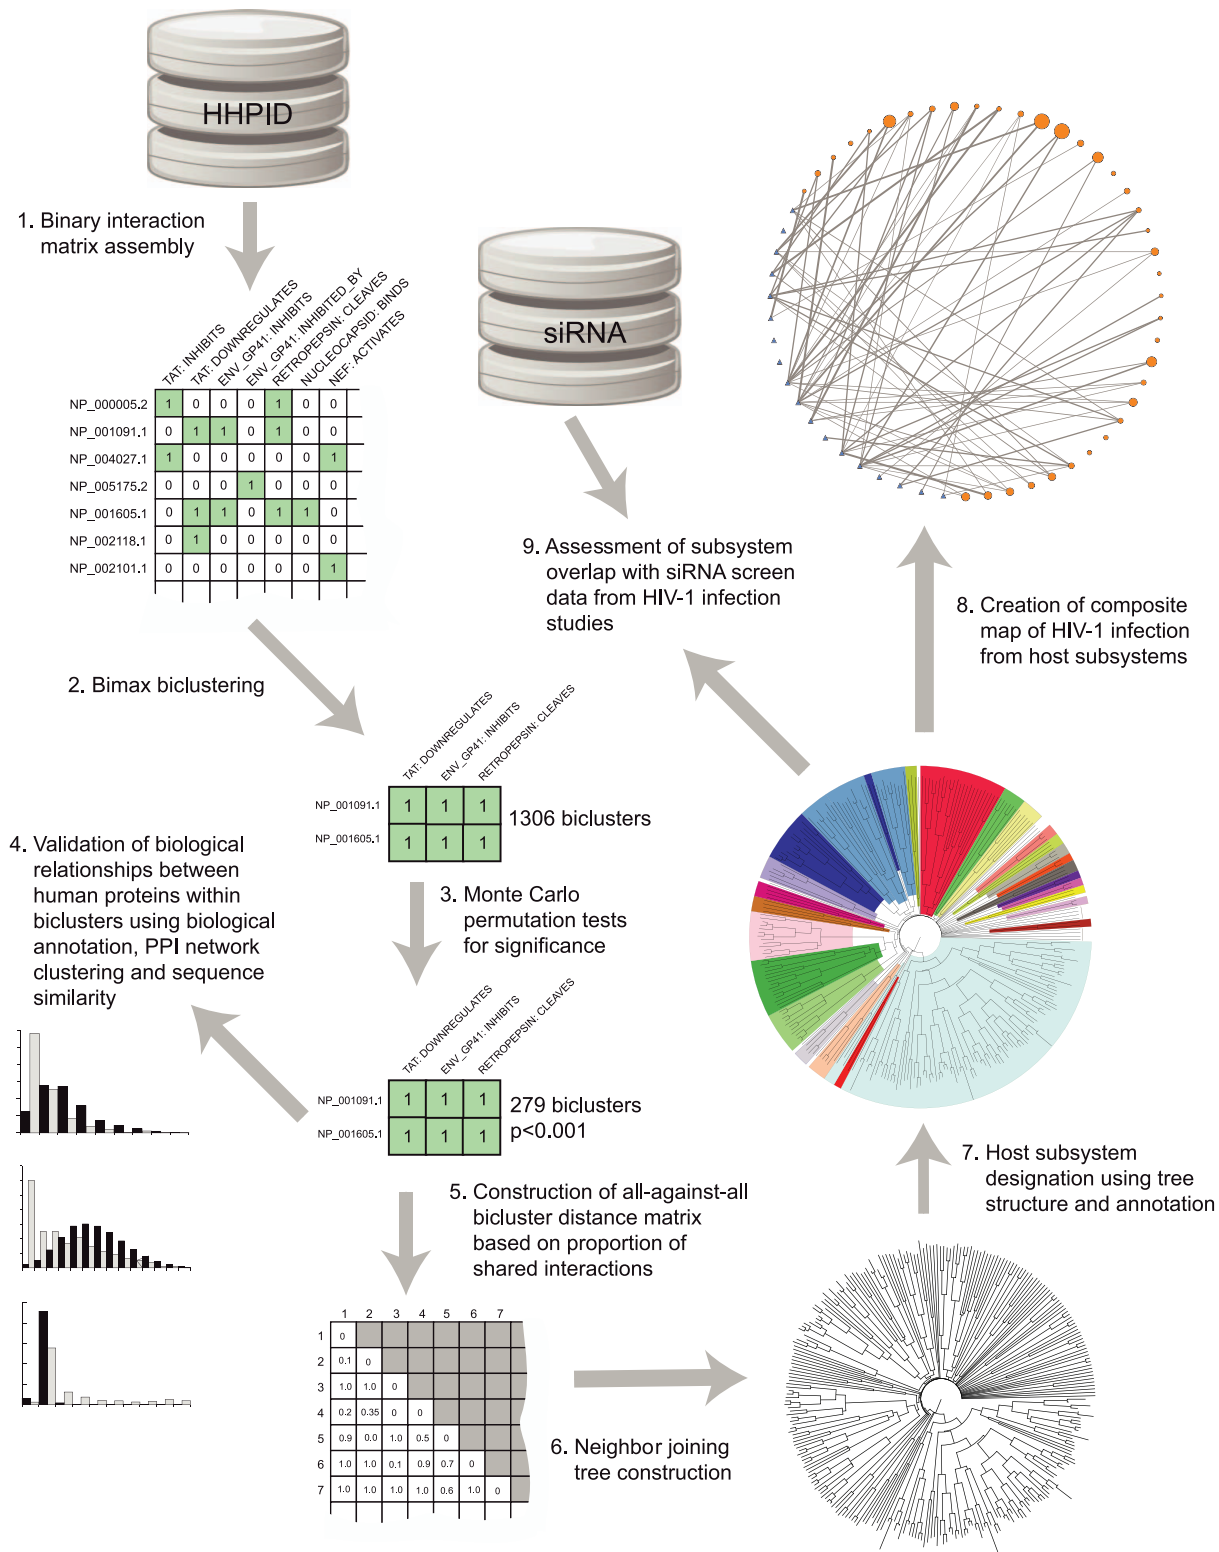 HHPID
1. Binary interaction
matrix assembly
TAT: INHIBITS
TAT: DOWNREGULATES
ENV_GP41: INHIBITS
ENV_GP41: INHIBITED_BY
RETROPEPSIN: CLEAVES
NUCLEOCAPSID: BINDS
NEF: ACTIVATES
NP_000005.2 1 0 0 0 1 0 0
NP_001091.1 0 1 1 0 1 0 0
NP_004027.1 1 0 0 0 0 0 1
NP_005175.2 0 0 0 1 0 0 0
NP_001605.1 0 1 1 0 1 1 0
NP_002118.1 0 1 0 0 0 0 0
NP_002101.1 0 0 0 0 0 0 1
siRNA
9. Assessment of subsystem
overlap with siRNA screen
data from HIV-1 infection
studies
8. Creation of composite
map of HIV-1 infection
from host subsystems
2. Bimax biclustering
TAT: DOWNREGULATES
ENV_GP41: INHIBITS
RETROPEPSIN: CLEAVES
NP_001091.1 1 1 1
NP_001605.1 1 1 1
1306 biclusters
3. Monte Carlo
permutation tests
for significance
4. Validation of biological
relationships between
human proteins within
biclusters using biological
annotation, PPI network
clustering and sequence
similarity
TAT: DOWNREGULATES
ENV_GP41: INHIBITS
RETROPEPSIN: CLEAVES
NP_001091.1 1 1 1
NP_001605.1 1 1 1
279 biclusters
p<0.001
5. Construction of all-against-all
bicluster distance matrix
based on proportion of
shared interactions
1 2 3 4 5 6 7
1 0
2 0.1 0
3 1.0 1.0 0
4 0.2 0.35 0 0
5 0.9 0.0 1.0 0.5 0
6 1.0 1.0 0.1 0.9 0.7 0
7 1.0 1.0 1.0 1.0 0.6 1.0 0
6. Neighbor joining
tree construction
7. Host subsystem
designation using tree
structure and annotation